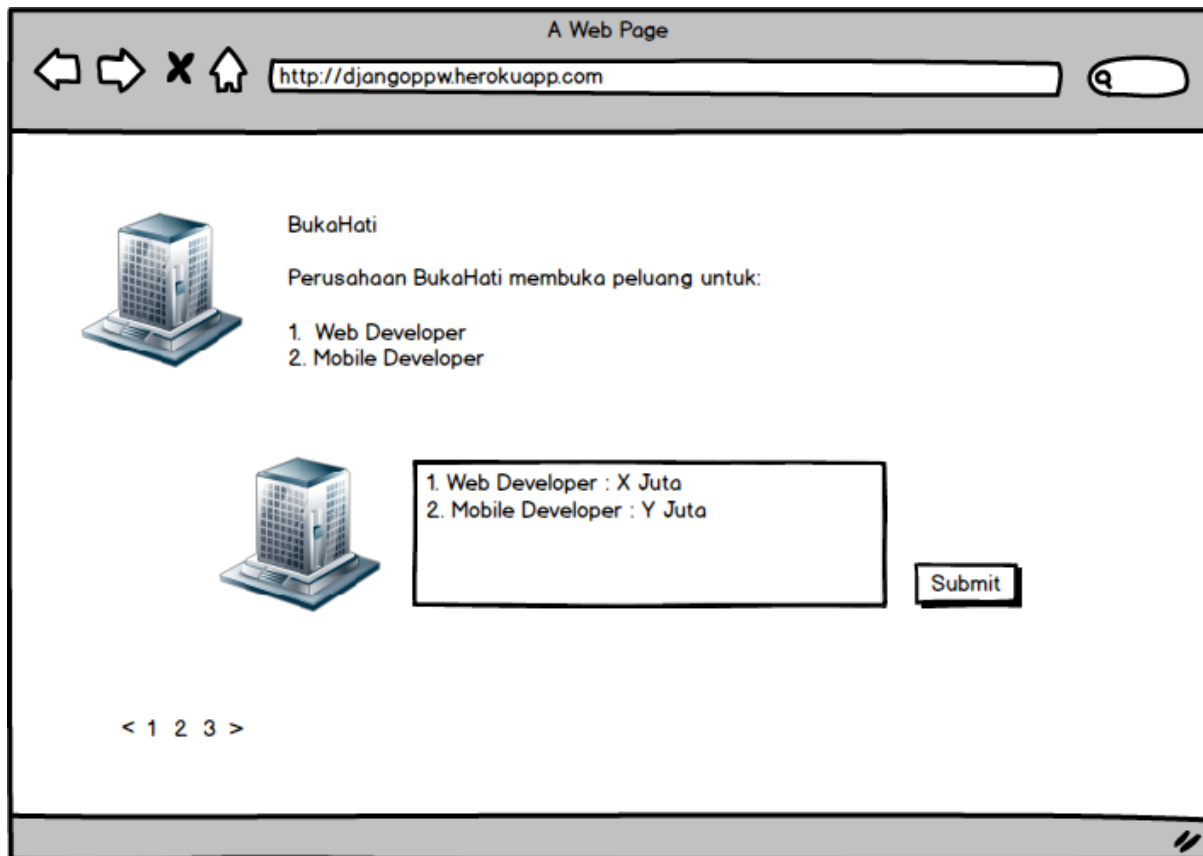 A Web Page
http://djangoppw.herokuapp.com
BukaHati
Perusahaan BukaHati membuka peluang untuk:
1. Web Developer
2. Mobile Developer
1. Web Developer : X Juta
2. Mobile Developer : Y Juta
Submit
< 1 2 3 >